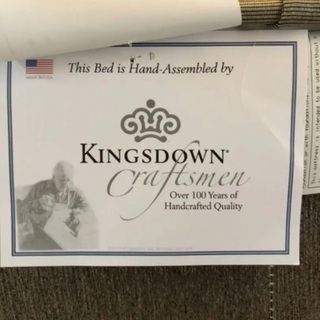 This Bed is Hand-Assembled by
MADE IN USA
KINGSDOWN®
Craftsmen
Over 100 Years of
Handcrafted Quality